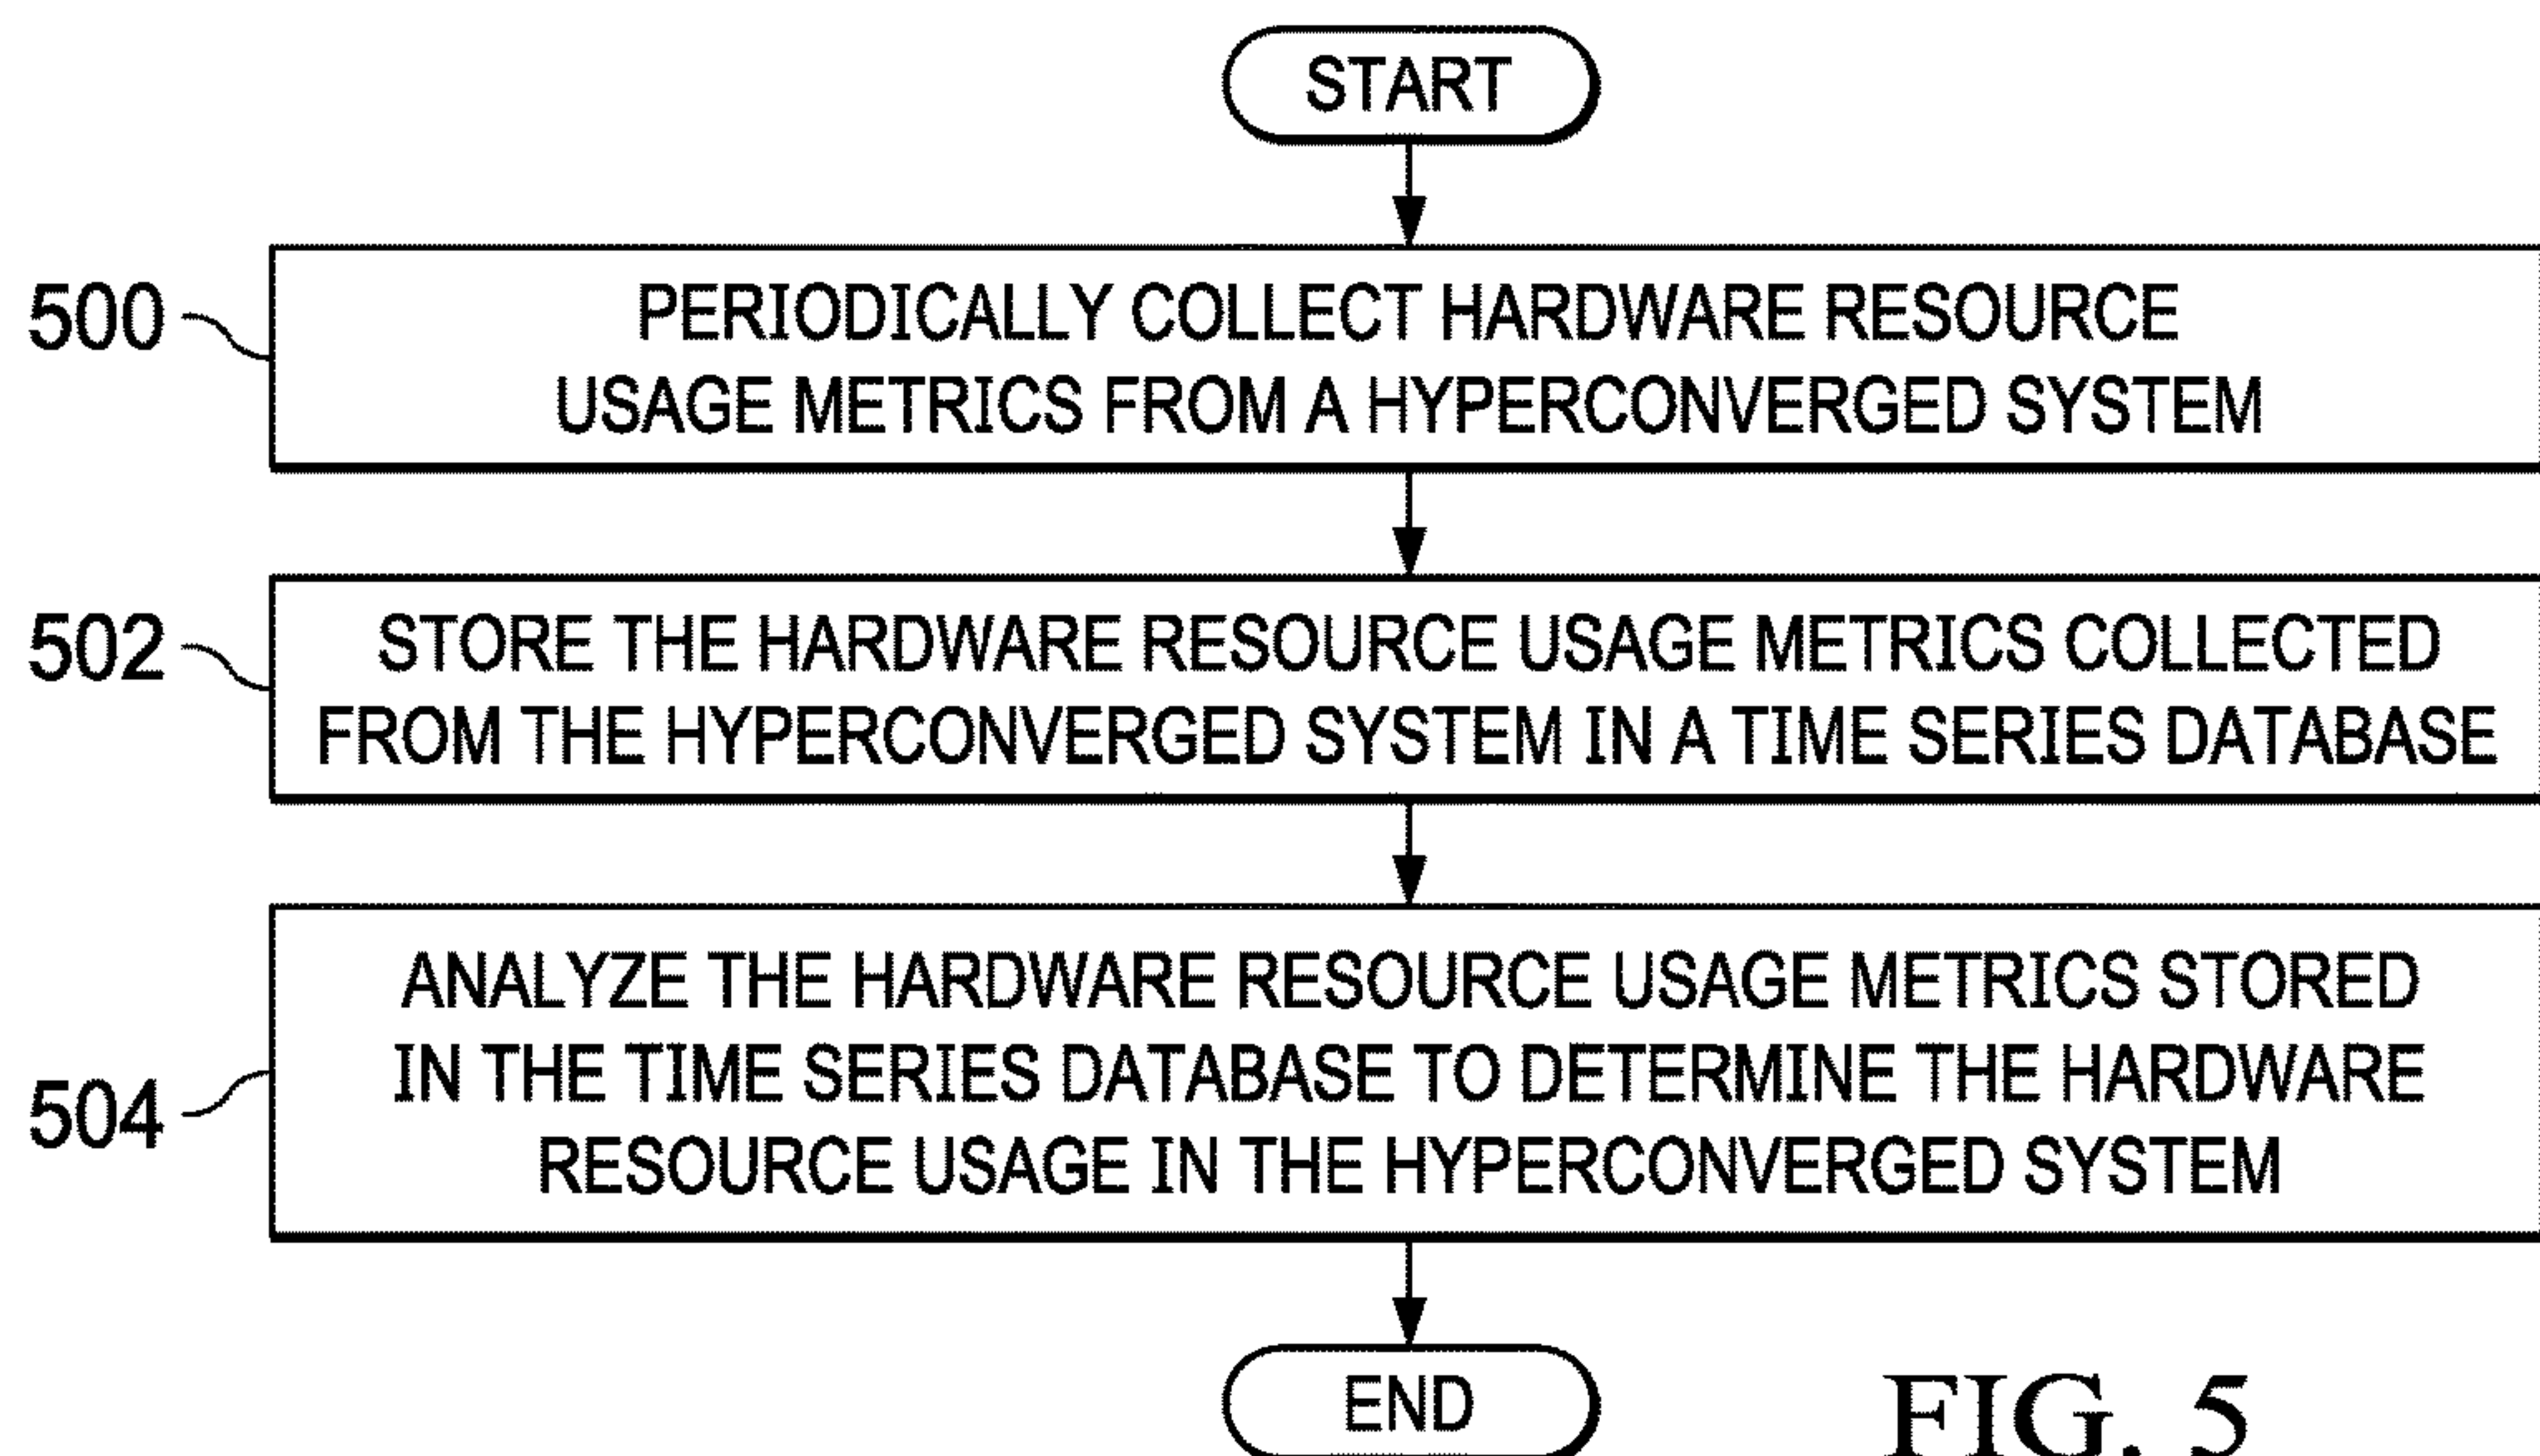 START
500
PERIODICALLY COLLECT HARDWARE RESOURCE
USAGE METRICS FROM A HYPERCONVERGED SYSTEM
502
STORE THE HARDWARE RESOURCE USAGE METRICS COLLECTED
FROM THE HYPERCONVERGED SYSTEM IN A TIME SERIES DATABASE
504
ANALYZE THE HARDWARE RESOURCE USAGE METRICS STORED
IN THE TIME SERIES DATABASE TO DETERMINE THE HARDWARE
RESOURCE USAGE IN THE HYPERCONVERGED SYSTEM
END
FIG. 5